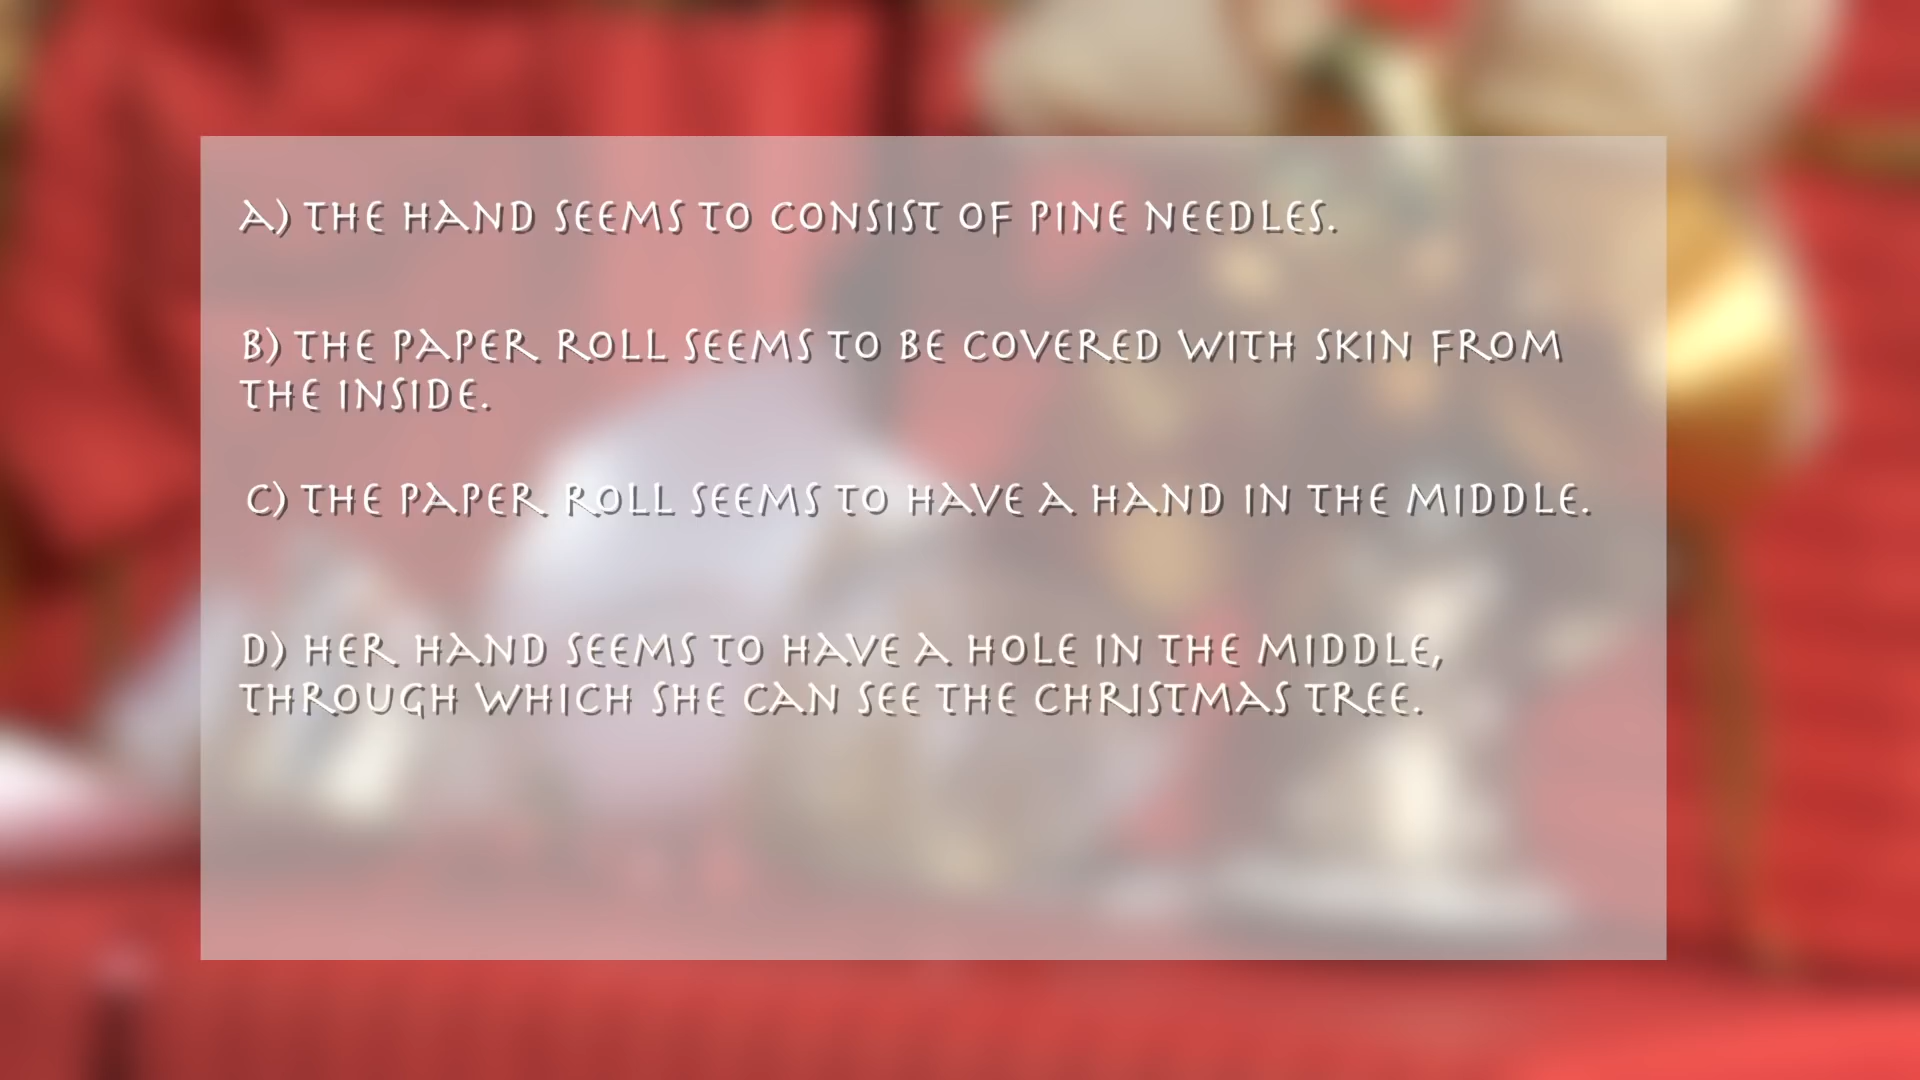 A) THE HAND SEEMS TO CONSIST OF PINE NEEDLES.
B) THE PAPER ROLL SEEMS TO BE COVERED WITH SKIN FROM
THE INSIDE.
C) THE PAPER ROLL SEEMS TO HAVE A HAND IN THE MIDDLE.
D) HER HAND SEEMS TO HAVE A HOLE IN THE MIDDLE,
THROUGH WHICH SHE CAN SEE THE CHRISTMAS TREE.